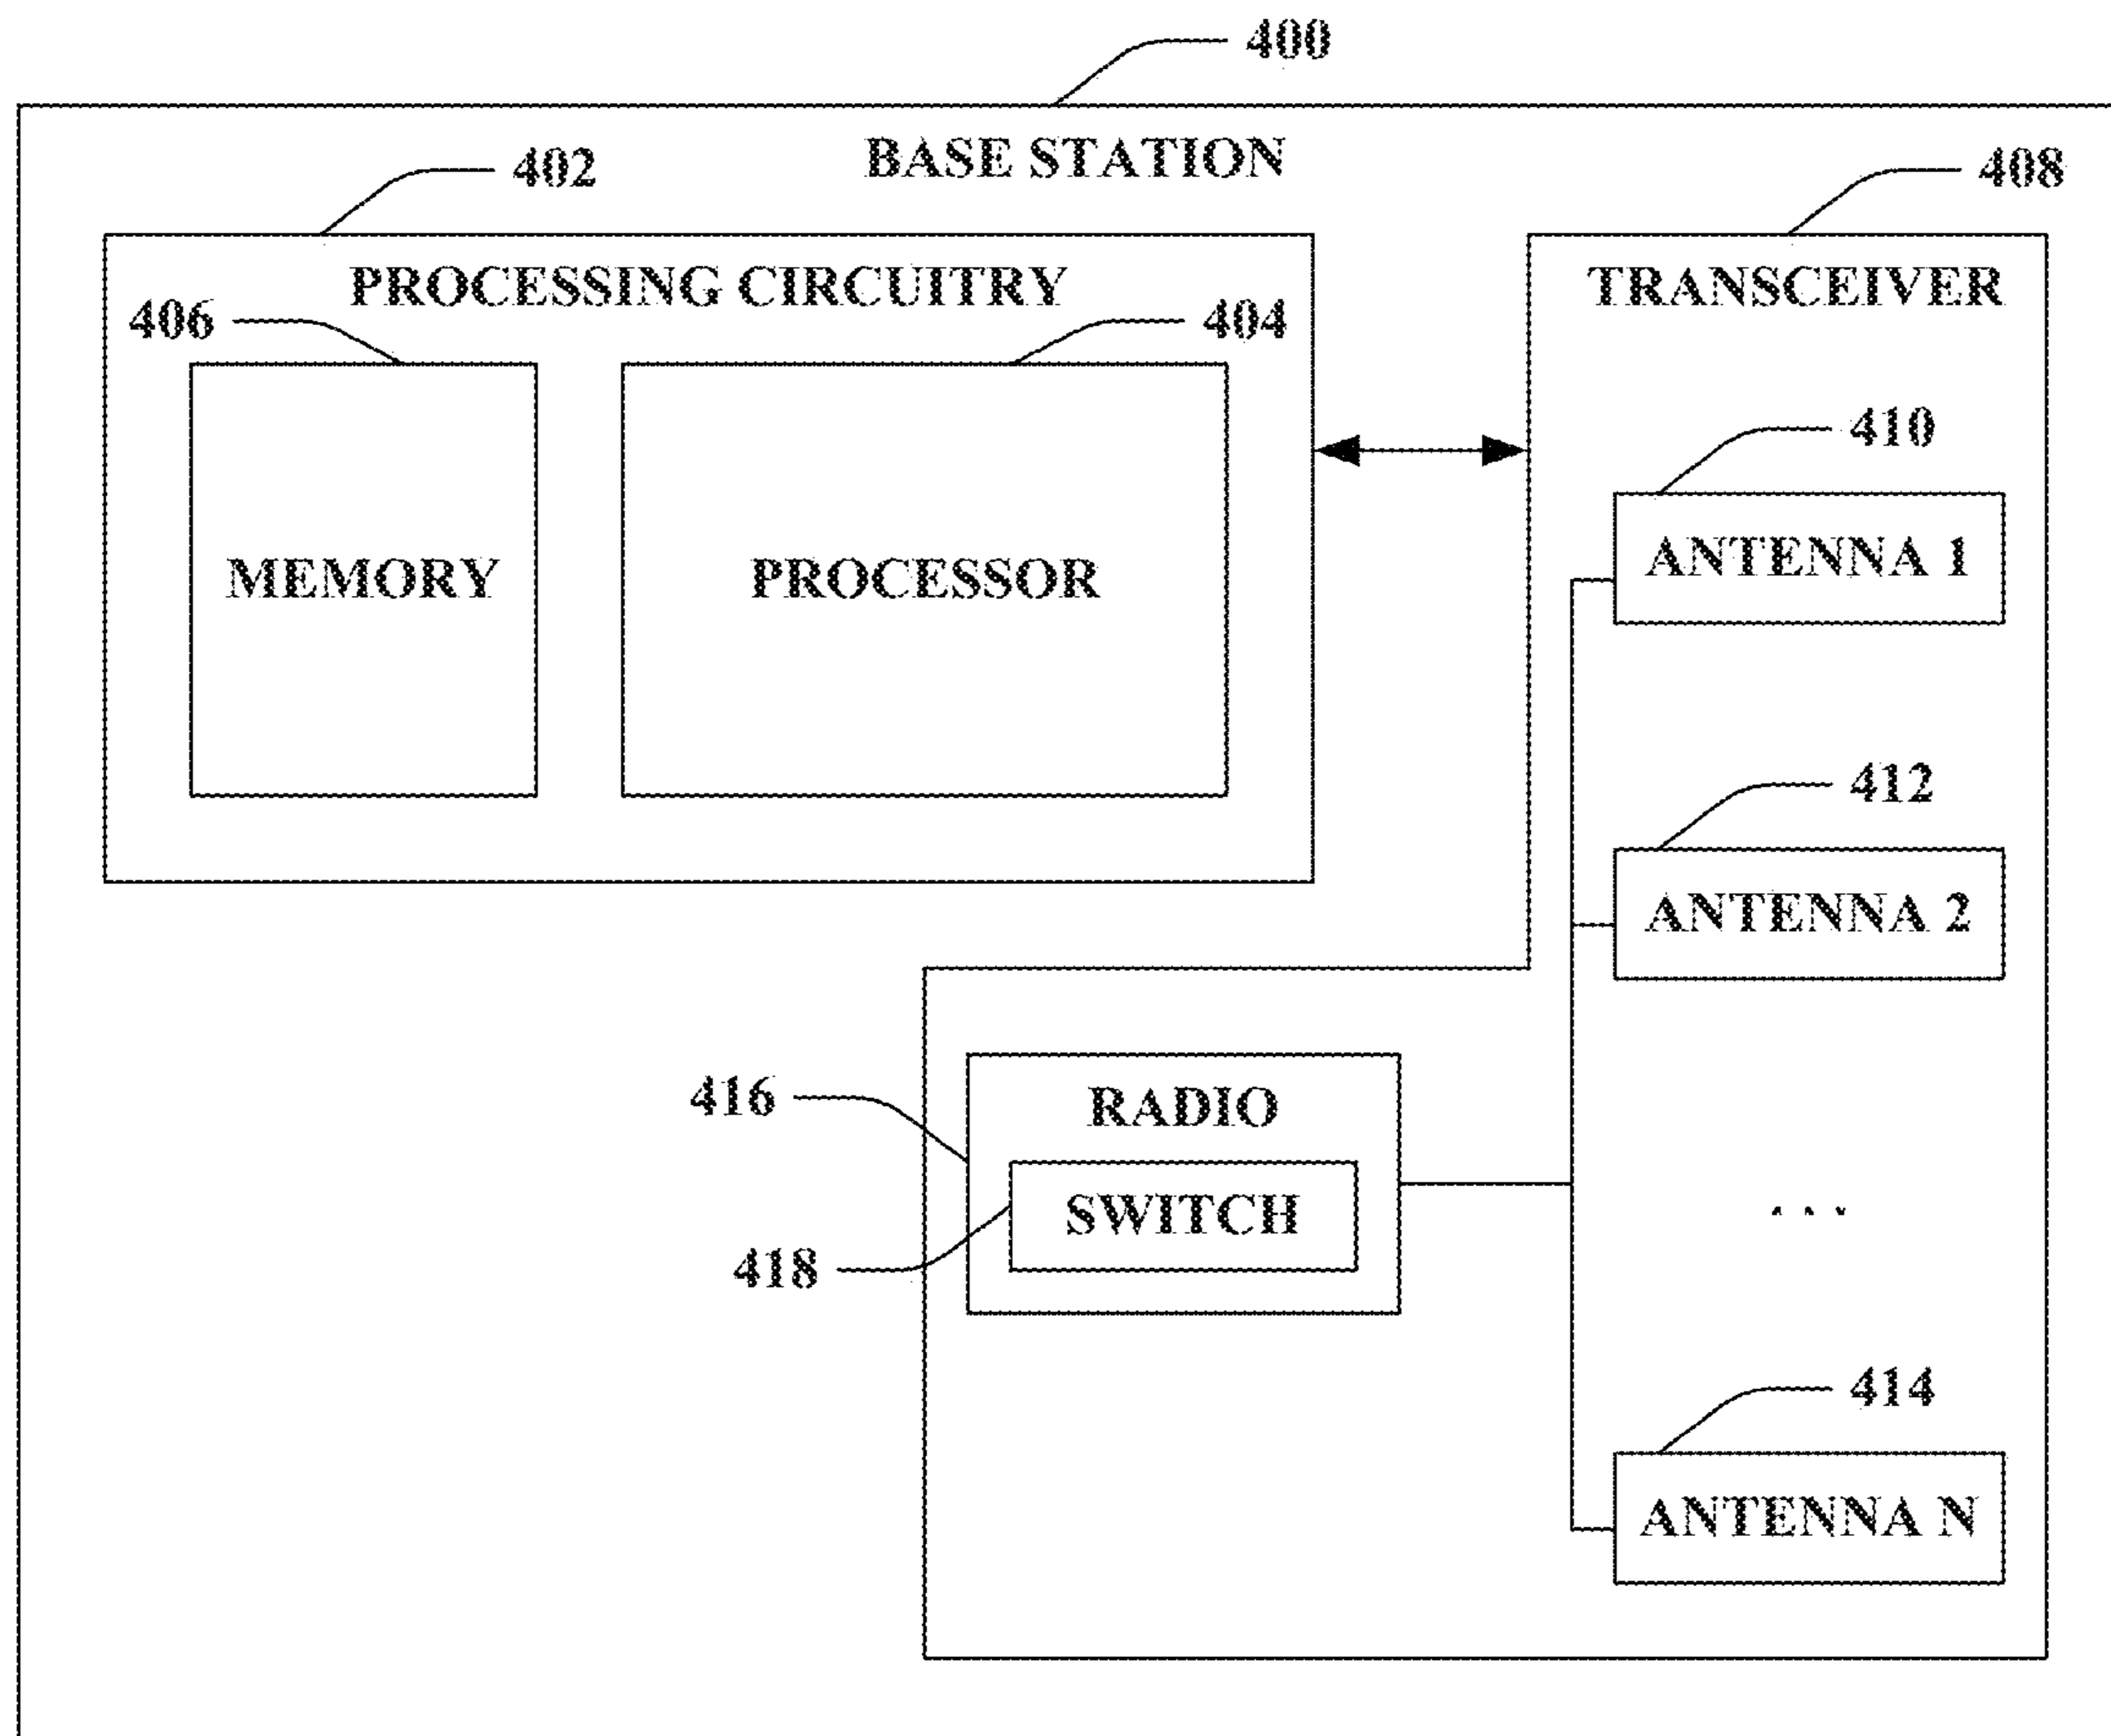 400
BASE STATION
402
408
PROCESSING CIRCUITRY
TRANSCEIVER
406
404
410
MEMORY
PROCESSOR
ANTENNA 1
412
ANTENNA 2
416
RADIO
SWITCH
. . .
418
414
ANTENNA N